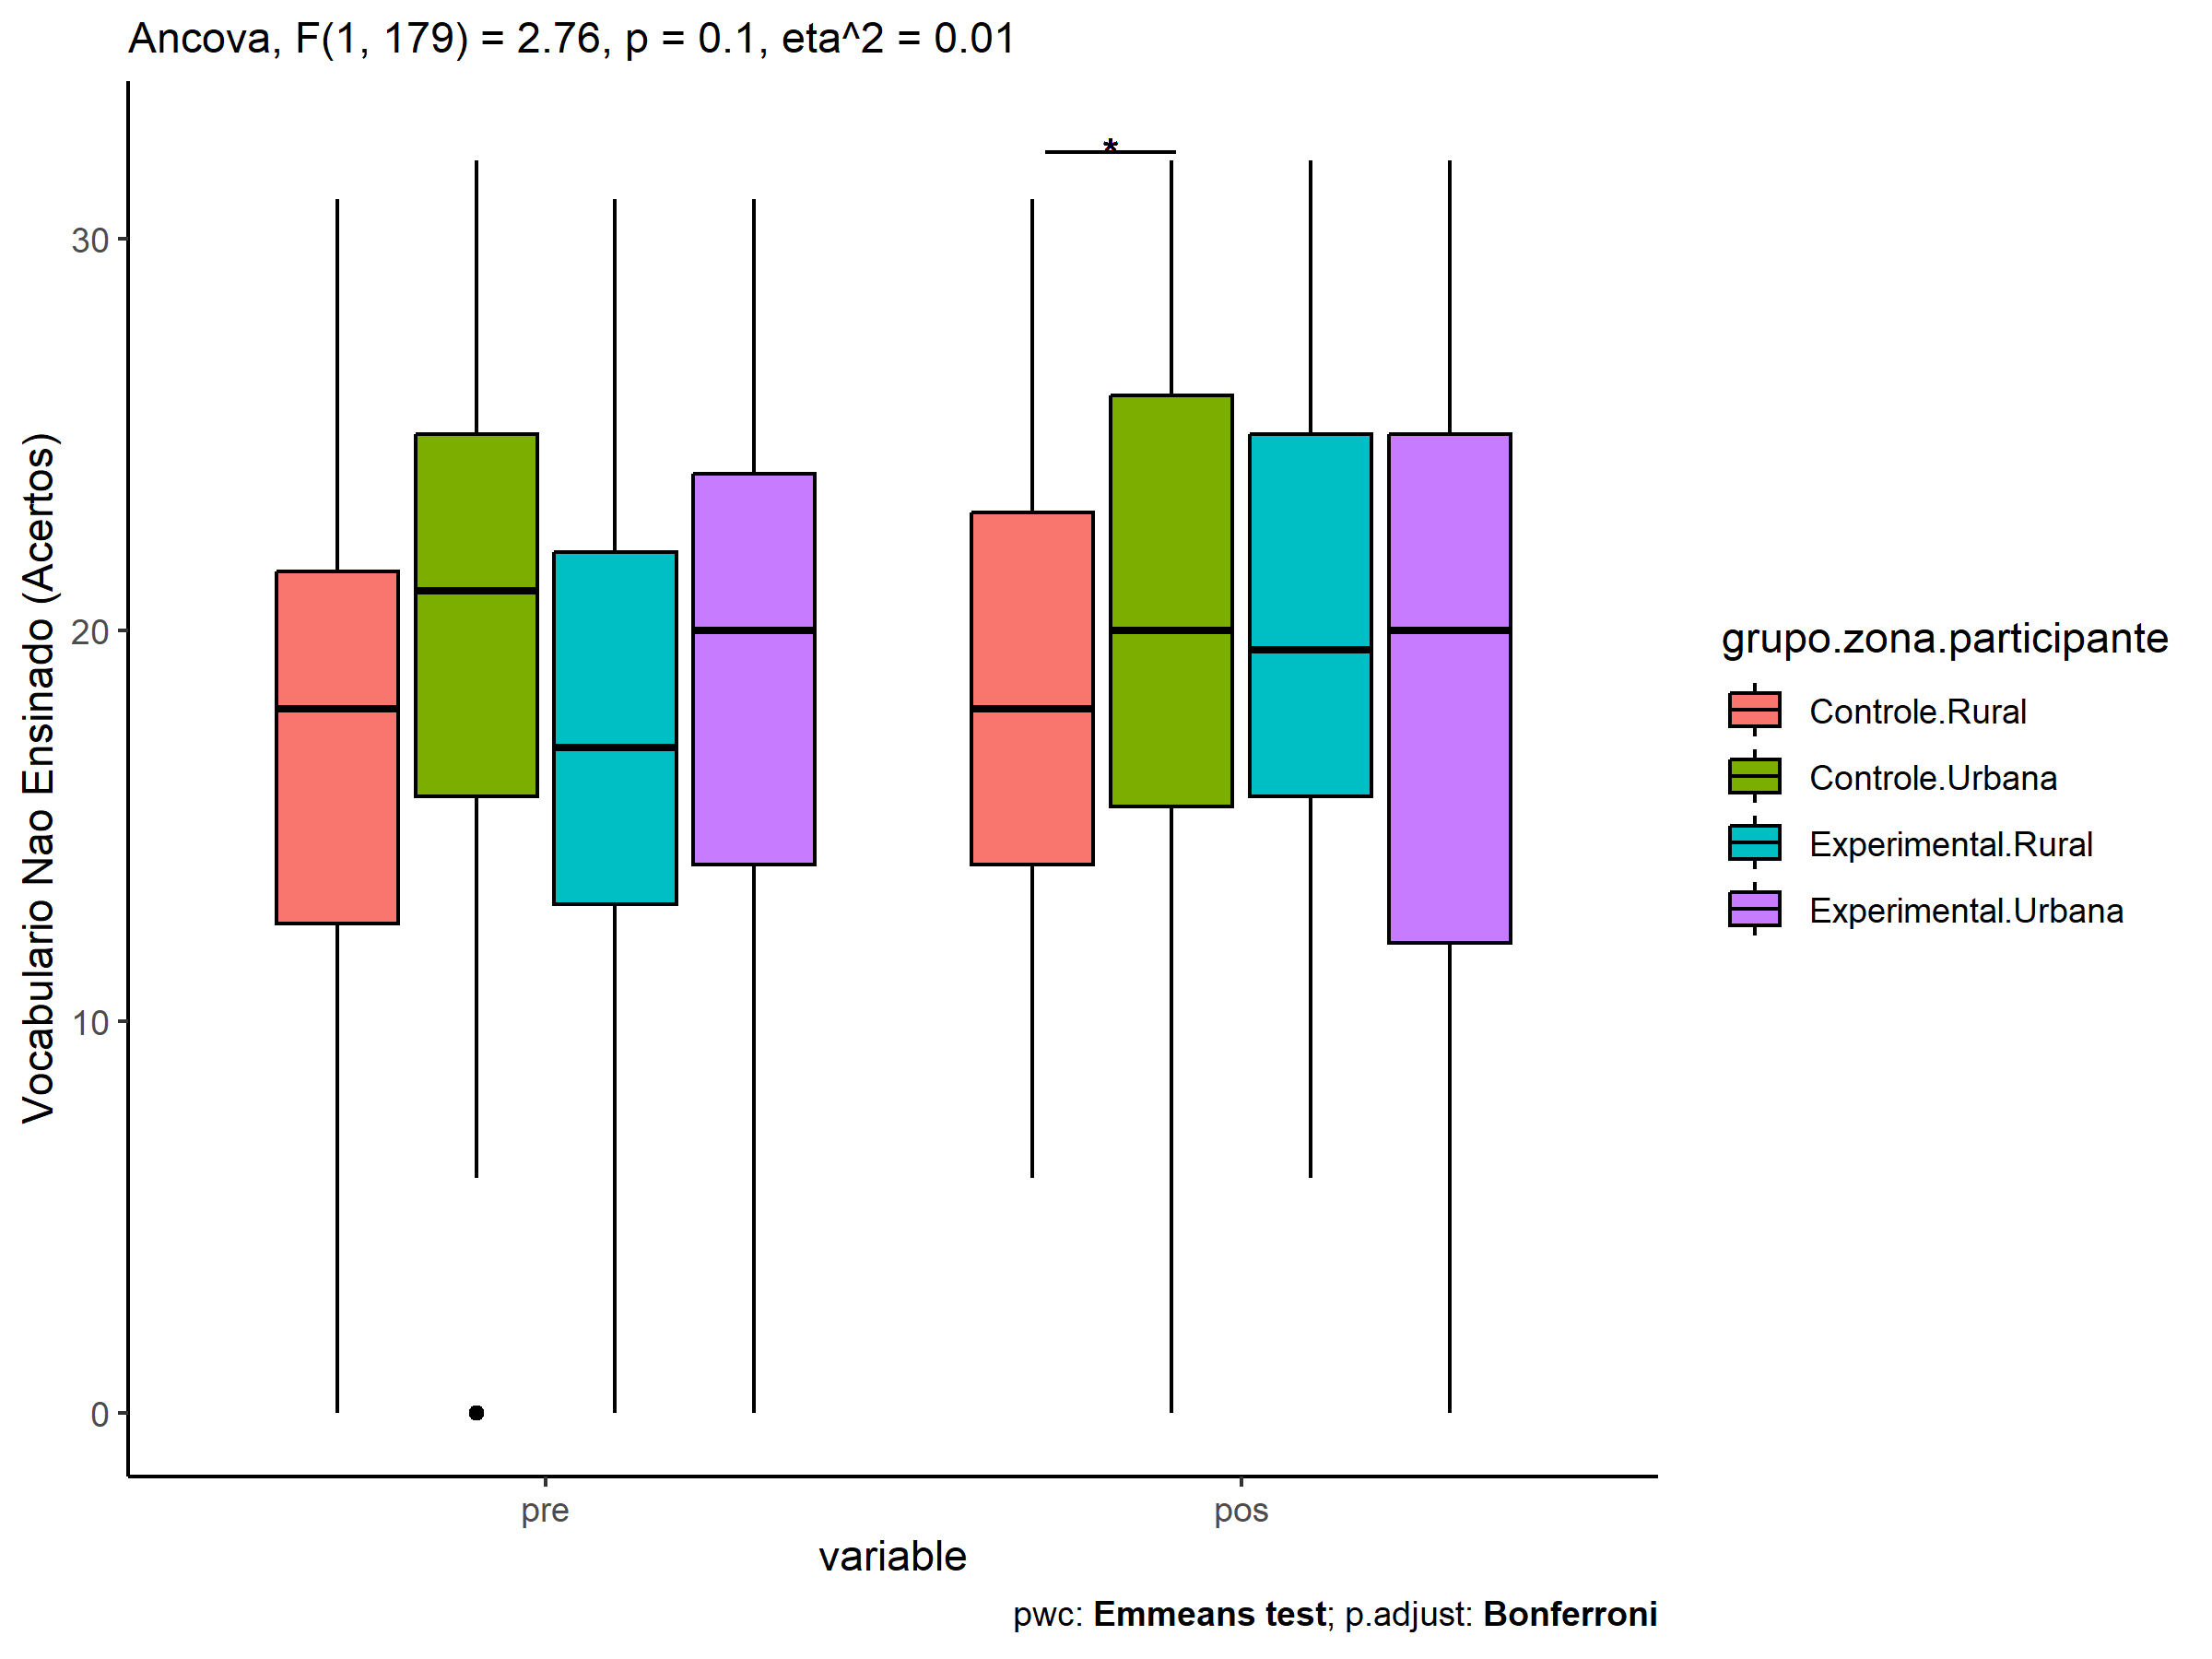 Ancova, F(1, 179) = 2.76, p = 0.1, eta^2 = 0.01
*
Vocabulario Nao Ensinado (Acertos)
30
20
10
0
pre
pos
variable
grupo.zona.participante
Controle.Rural
Controle.Urbana
Experimental.Rural
Experimental.Urbana
pwc: Emmeans test; p.adjust: Bonferroni